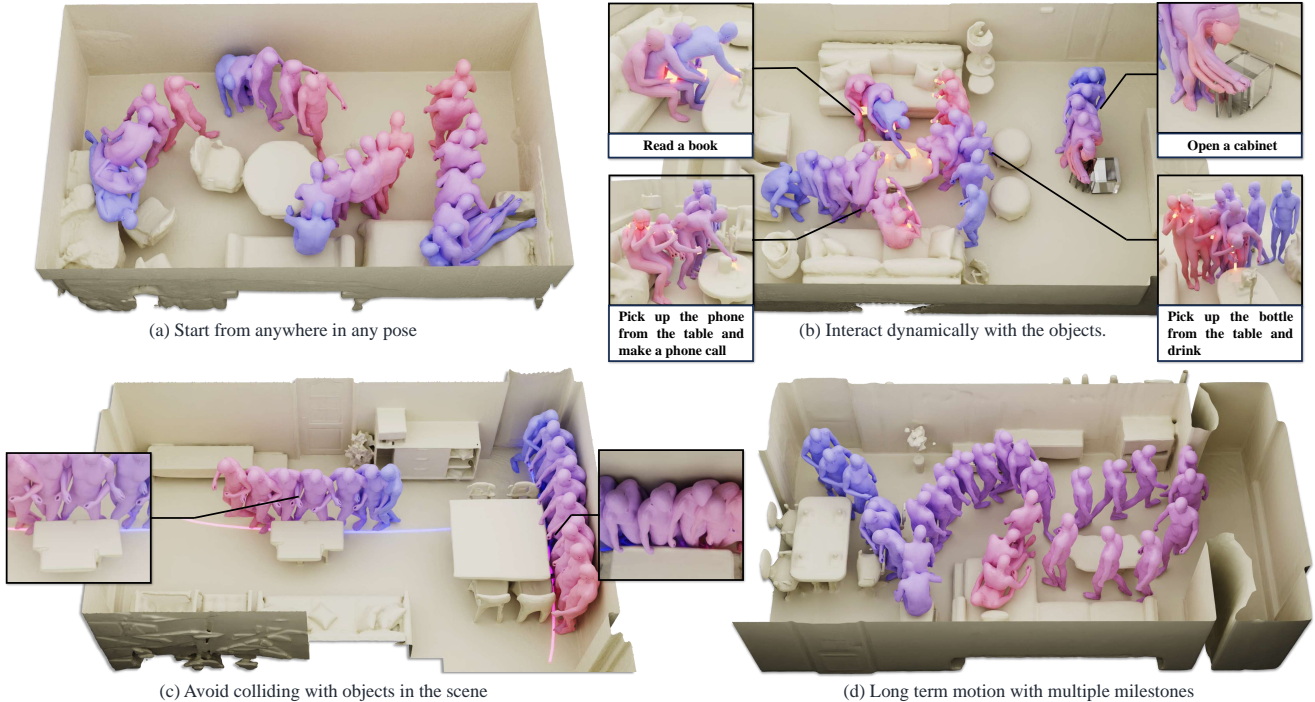 Read a book
Open a cabinet
Pick up the phone
from the table and
make a phone call
Pick up the bottle
from the table and
drink
(a) Start from anywhere in any pose
(b) Interact dynamically with the objects.
(c) Avoid colliding with objects in the scene
(d) Long term motion with multiple milestones